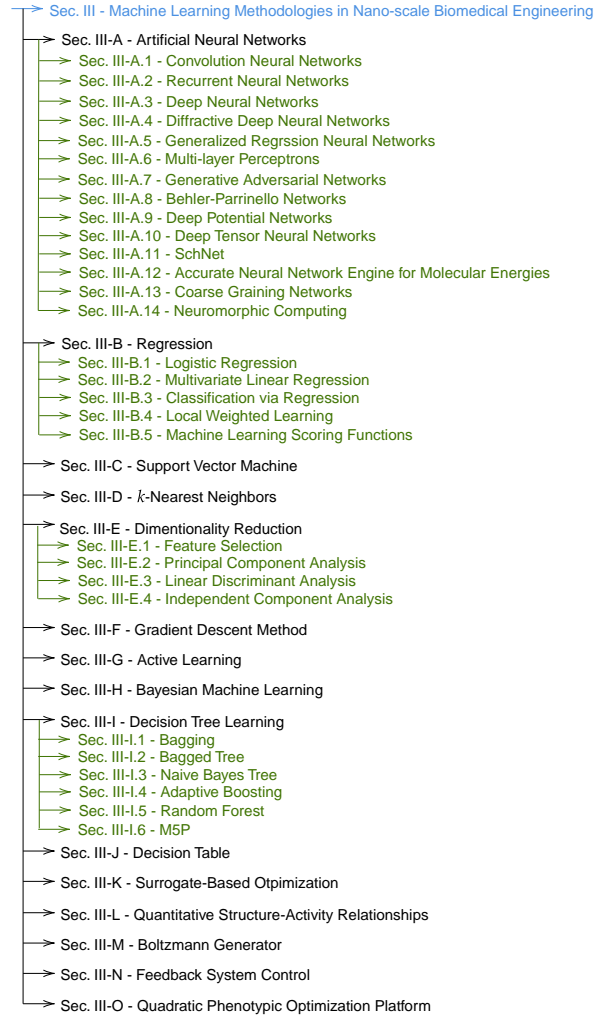 Sec. III - Machine Learning Methodologies in Nano-scale Biomedical Engineering
Sec. III-A - Artificial Neural Networks
Sec. III-A.1 - Convolution Neural Networks
Sec. III-A.2 - Recurrent Neural Networks
Sec. III-A.3 - Deep Neural Networks
Sec. III-A.4 - Diffractive Deep Neural Networks
Sec. III-A.5 - Generalized Regrssion Neural Networks
Sec. III-A.6 - Multi-layer Perceptrons
Sec. III-A.7 - Generative Adversarial Networks
Sec. III-A.8 - Behler-Parrinello Networks
Sec. III-A.9 - Deep Potential Networks
Sec. III-A.10 - Deep Tensor Neural Networks
Sec. III-A.11 - SchNet
Sec. III-A.12 - Accurate Neural Network Engine for Molecular Energies
Sec. III-A.13 - Coarse Graining Networks
Sec. III-A.14 - Neuromorphic Computing
Sec. III-B - Regression
Sec. III-B.1 - Logistic Regression
Sec. III-B.2 - Multivariate Linear Regression
Sec. III-B.3 - Classification via Regression
Sec. III-B.4 - Local Weighted Learning
Sec. III-B.5 - Machine Learning Scoring Functions
Sec. III-C - Support Vector Machine
Sec. III-D - k-Nearest Neighbors
Sec. III-E - Dimentionality Reduction
Sec. III-E.1 - Feature Selection
Sec. III-E.2 - Principal Component Analysis
Sec. III-E.3 - Linear Discriminant Analysis
Sec. III-E.4 - Independent Component Analysis
Sec. III-F - Gradient Descent Method
Sec. III-G - Active Learning
Sec. III-H - Bayesian Machine Learning
Sec. III-I - Decision Tree Learning
Sec. III-I.1 - Bagging
Sec. III-I.2 - Bagged Tree
Sec. III-I.3 - Naive Bayes Tree
Sec. III-I.4 - Adaptive Boosting
Sec. III-I.5 - Random Forest
Sec. III-I.6 - M5P
Sec. III-J - Decision Table
Sec. III-K - Surrogate-Based Otpimization
Sec. III-L - Quantitative Structure-Activity Relationships
Sec. III-M - Boltzmann Generator
Sec. III-N - Feedback System Control
Sec. III-O - Quadratic Phenotypic Optimization Platform